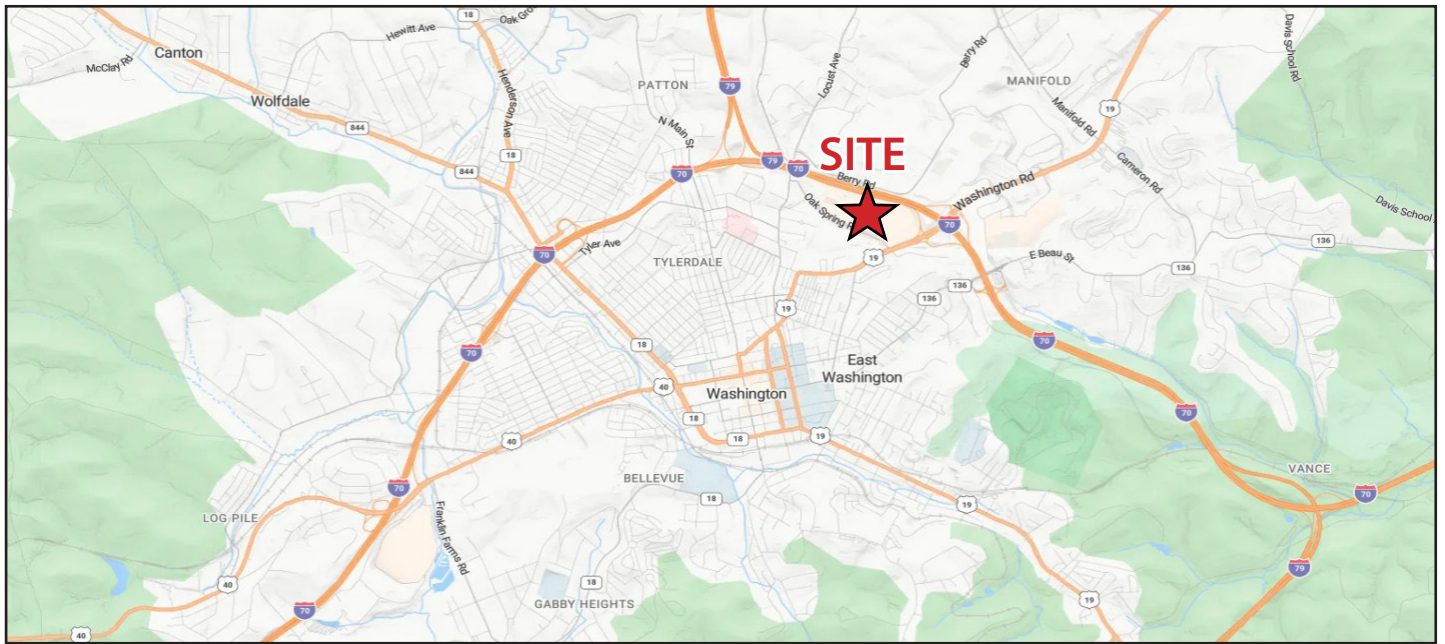 18
Oak Gro
Hewitt Ave
Canton
McClay Rd
Davis School Rd
Berry Rd
Locust Ave
MANIFOLD
PATTON
79
Henderson Ave
Wolfdale
844
19
Manifold Rd
N Main St
18
SITE
79
70
844
70
Berry Rd
Cameron Rd
Washington Rd
Oak Spring R
Davis School
70
Tyler Ave
70
136
19
E Beau St
TYLERDALE
136
136
136
19
70
18
70
East
Washington
40
Washington
70
18
18
19
40
VANCE
BELLEVUE
70
70
18
19
LOG PILE
Franklin Farms Rd
79
40
18
GABBY HEIGHTS
19
70
40